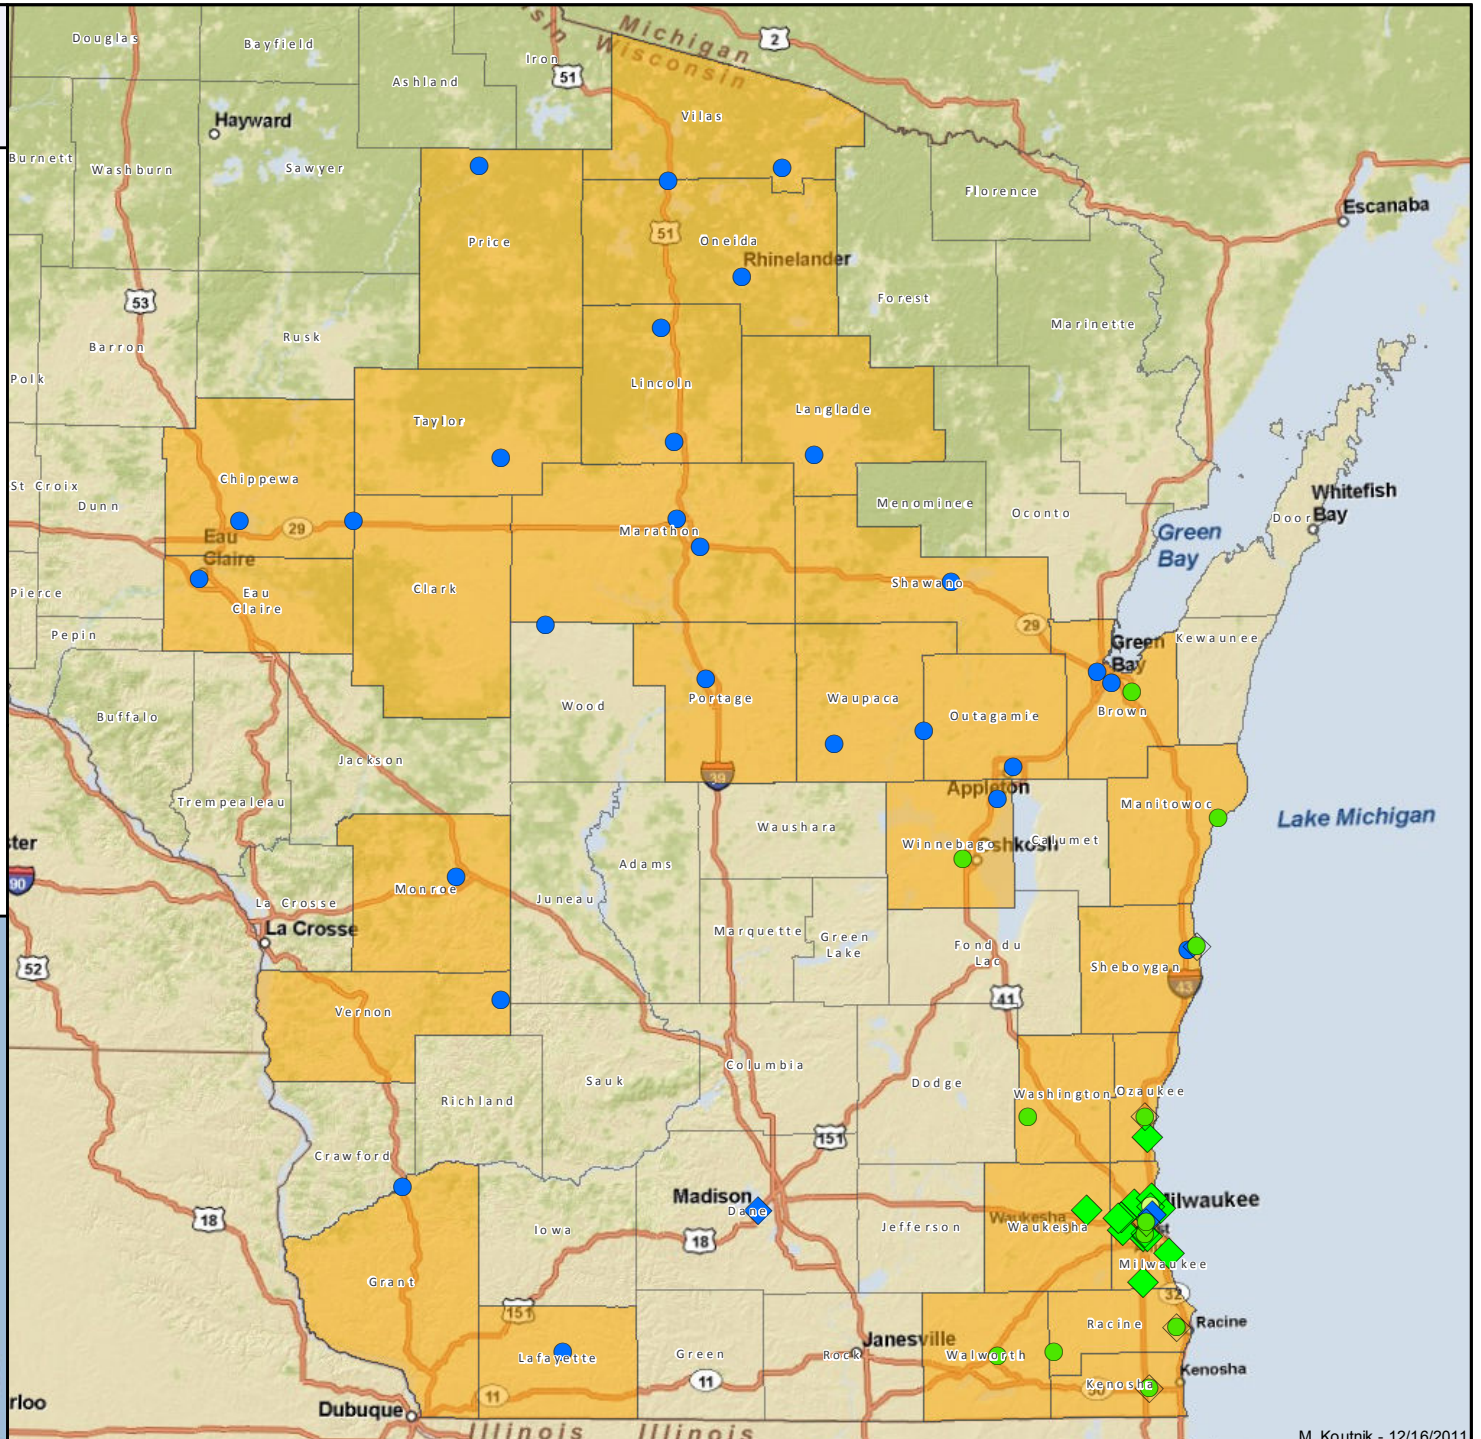 Douglas
Bayfield
Ashland
Iron
Michigan
Wisconsin
sin
2
51
Vilas
Hayward
Burnett
Washburn
Sawyer
Florence
Escanaba
Price
51
Oneida
Rhinelander
Forest
53
Barron
Rusk
Marinette
Polk
Lincoln
Langlade
Taylor
Chippewa
St Croix
Dunn
Menominee
Oconto
Whitefish
Bay
Door
29
Eau
Claire
Marathon
Green
Bay
Pierce
Eau
Claire
Clark
Shawano
29
Pepin
Green
Bay
Kewaunee
Buffalo
Wood
Portage
Waupaca
Outagamie
Brown
Jackson
39
Appleton
Trempealeau
Manitowoc
Lake Michigan
ster
Waushara
Winnebago
Oshkosh
Calumet
Adams
90
Monroe
Juneau
La Crosse
La Crosse
Marquette
Green
Lake
Fond du
Lac
Sheboygan
52
43
41
Vernon
Columbia
Sauk
Dodge
Washington
Ozaukee
Richland
151
Crawford
Madison
Dane
Milwaukee
18
Iowa
18
Jefferson
Waukesha
Waukesha
st
Milwaukee
Grant
32
151
Racine
Racine
Janesville
Lafayette
Green
Rock
Walworth
11
11
Kenosha
50
Kenosha
rloo
Dubuque
Illinois
Illinois
M. Koutnik - 12/16/2011